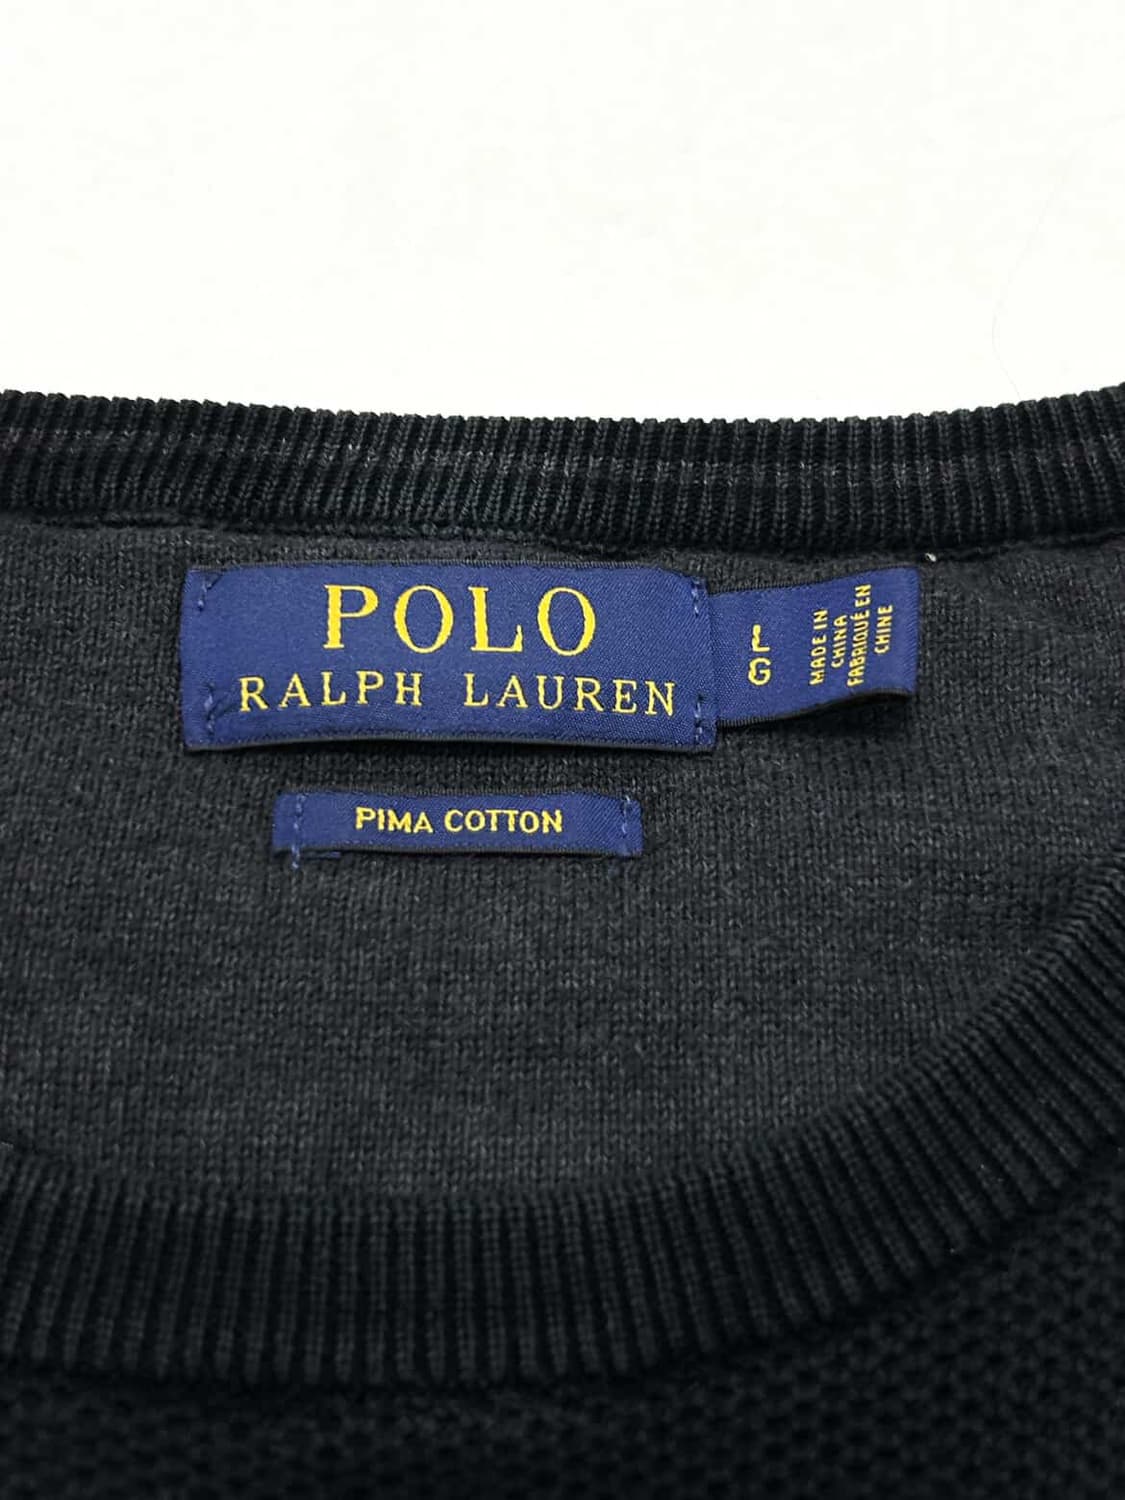 POLO
RALPH LAUREN
L
G
MADE IN
CHINA
FABRIQUÉ EN
CHINE
PIMA COTTON